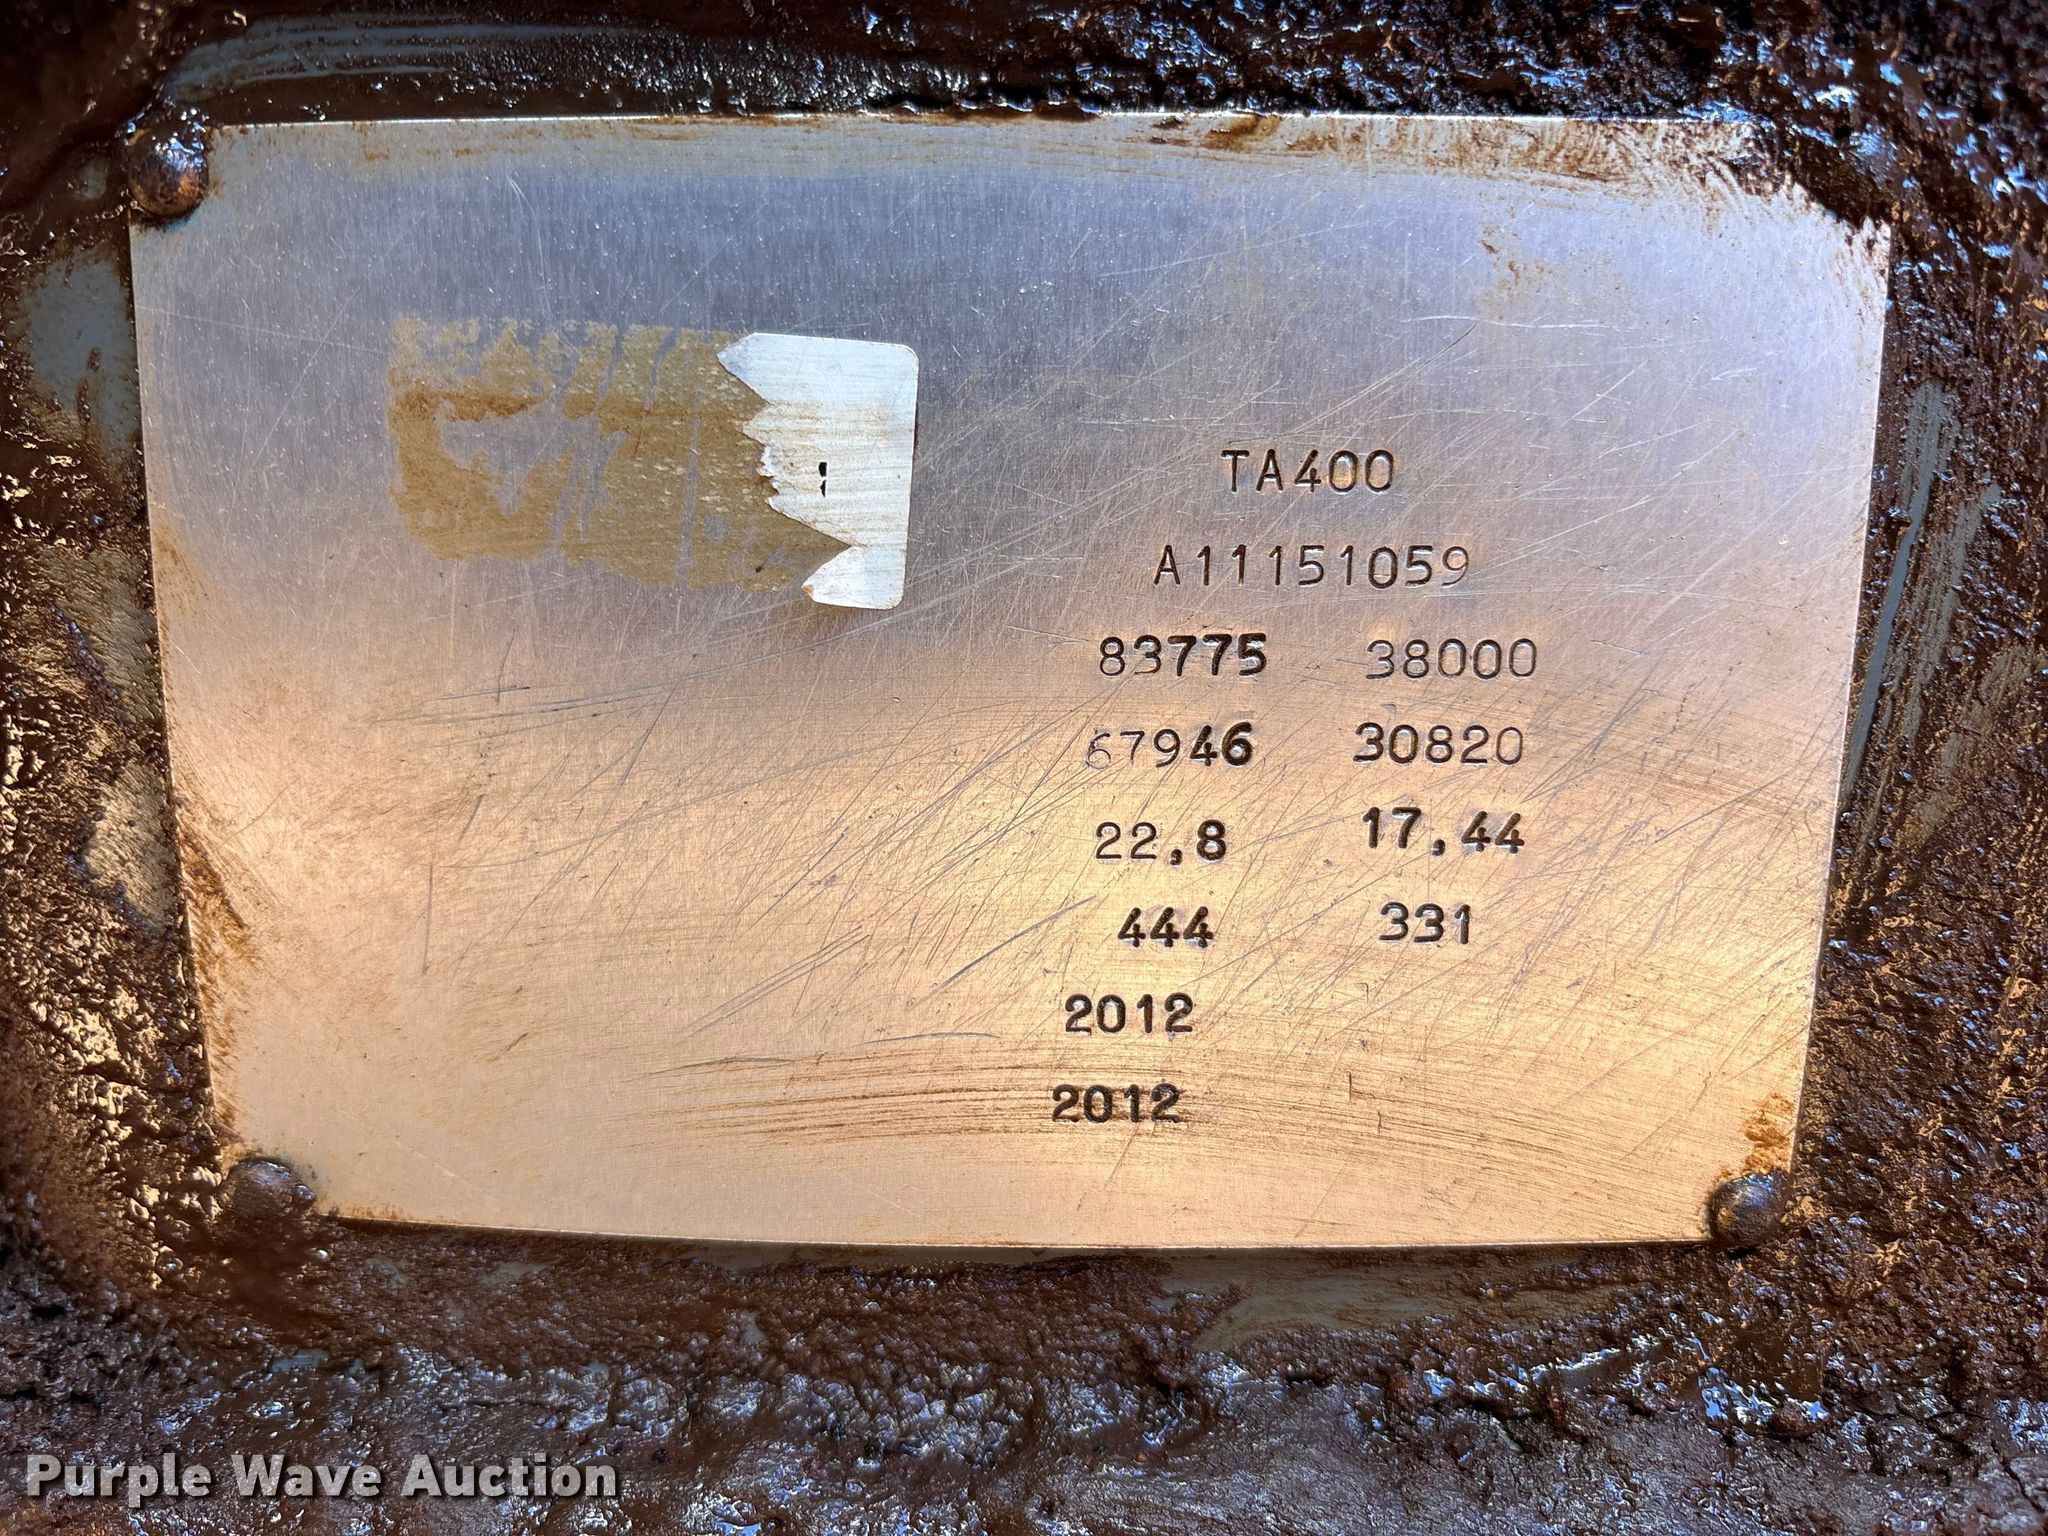 TA400
A11151059
83775 38000
67946 30820
22,8 17,44
444 331
2012
2012
Purple Wave Auction